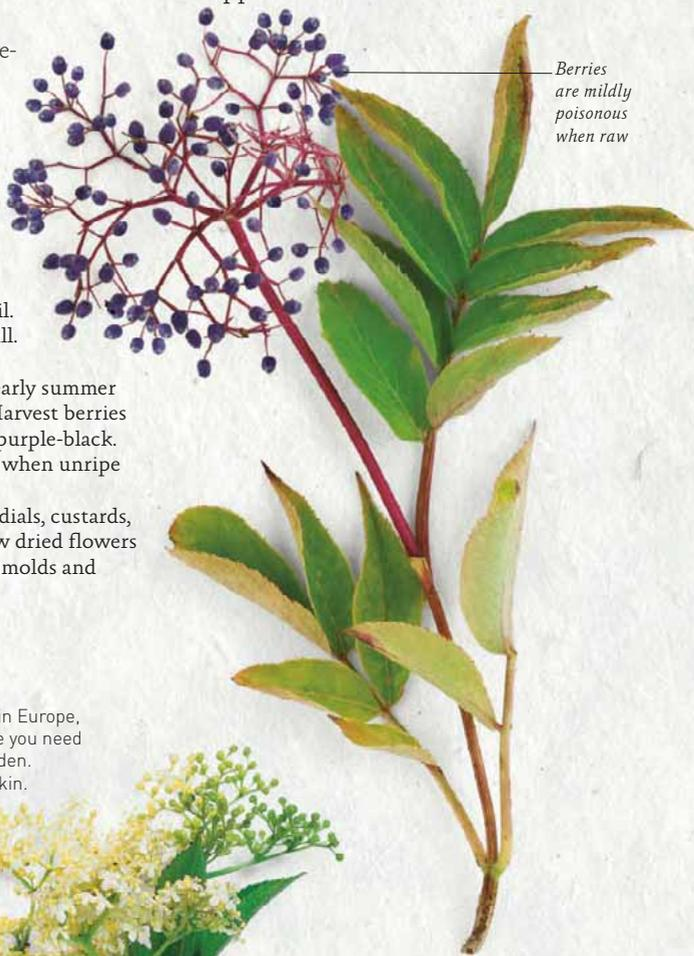 e-
Berries
are mildly
poisonous
when raw
il.
ll.
early summer
Harvest berries
purple-black.
when unripe
dials, custards,
w dried flowers
molds and
in Europe,
e you need
den.
kin.